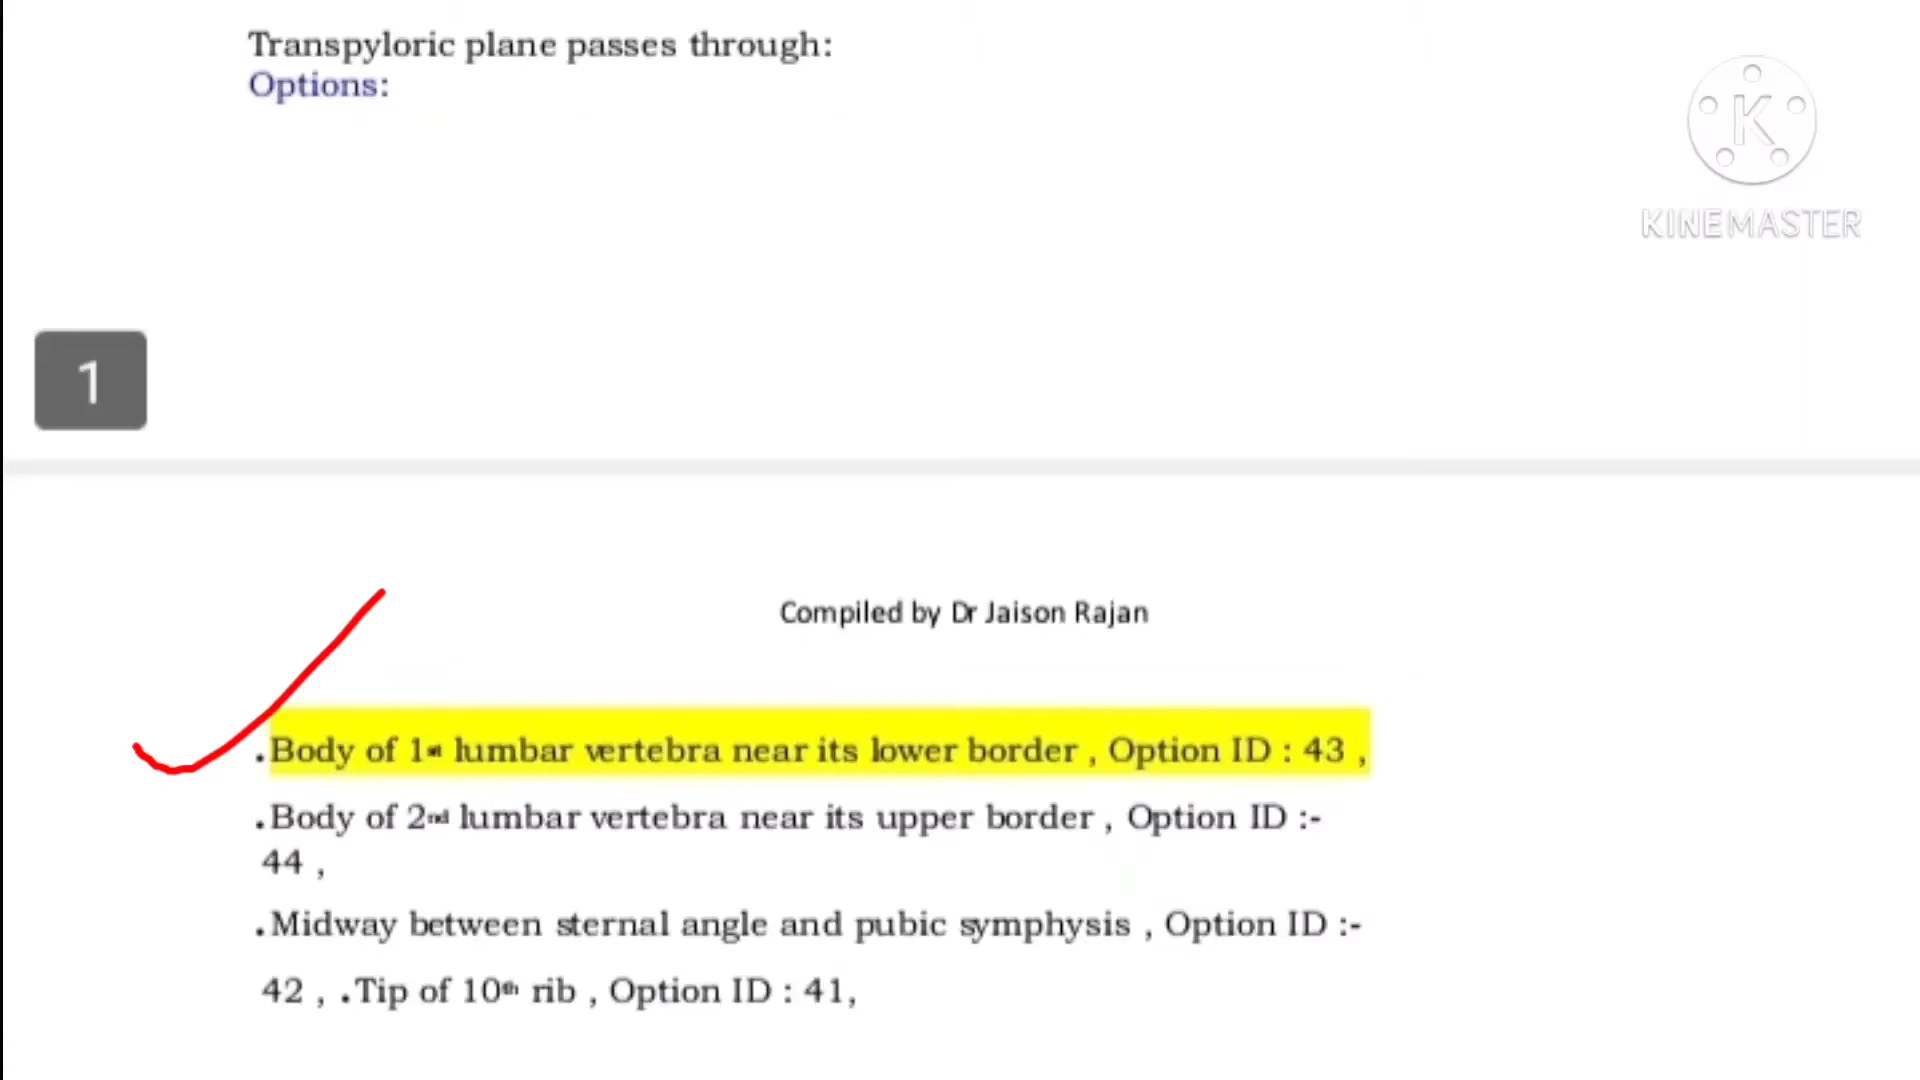 Transpyloric plane passes through:
Options:
K
KINEMASTER
1
Compiled by Dr Jaison Rajan
.Body of 1st lumbar vertebra near its lower border , Option ID : 43 ,
.Body of 2nd lumbar vertebra near its upper border , Option ID :-
44 ,
.Midway between sternal angle and pubic symphysis , Option ID :-
42 , .Tip of 10th rib , Option ID : 41,